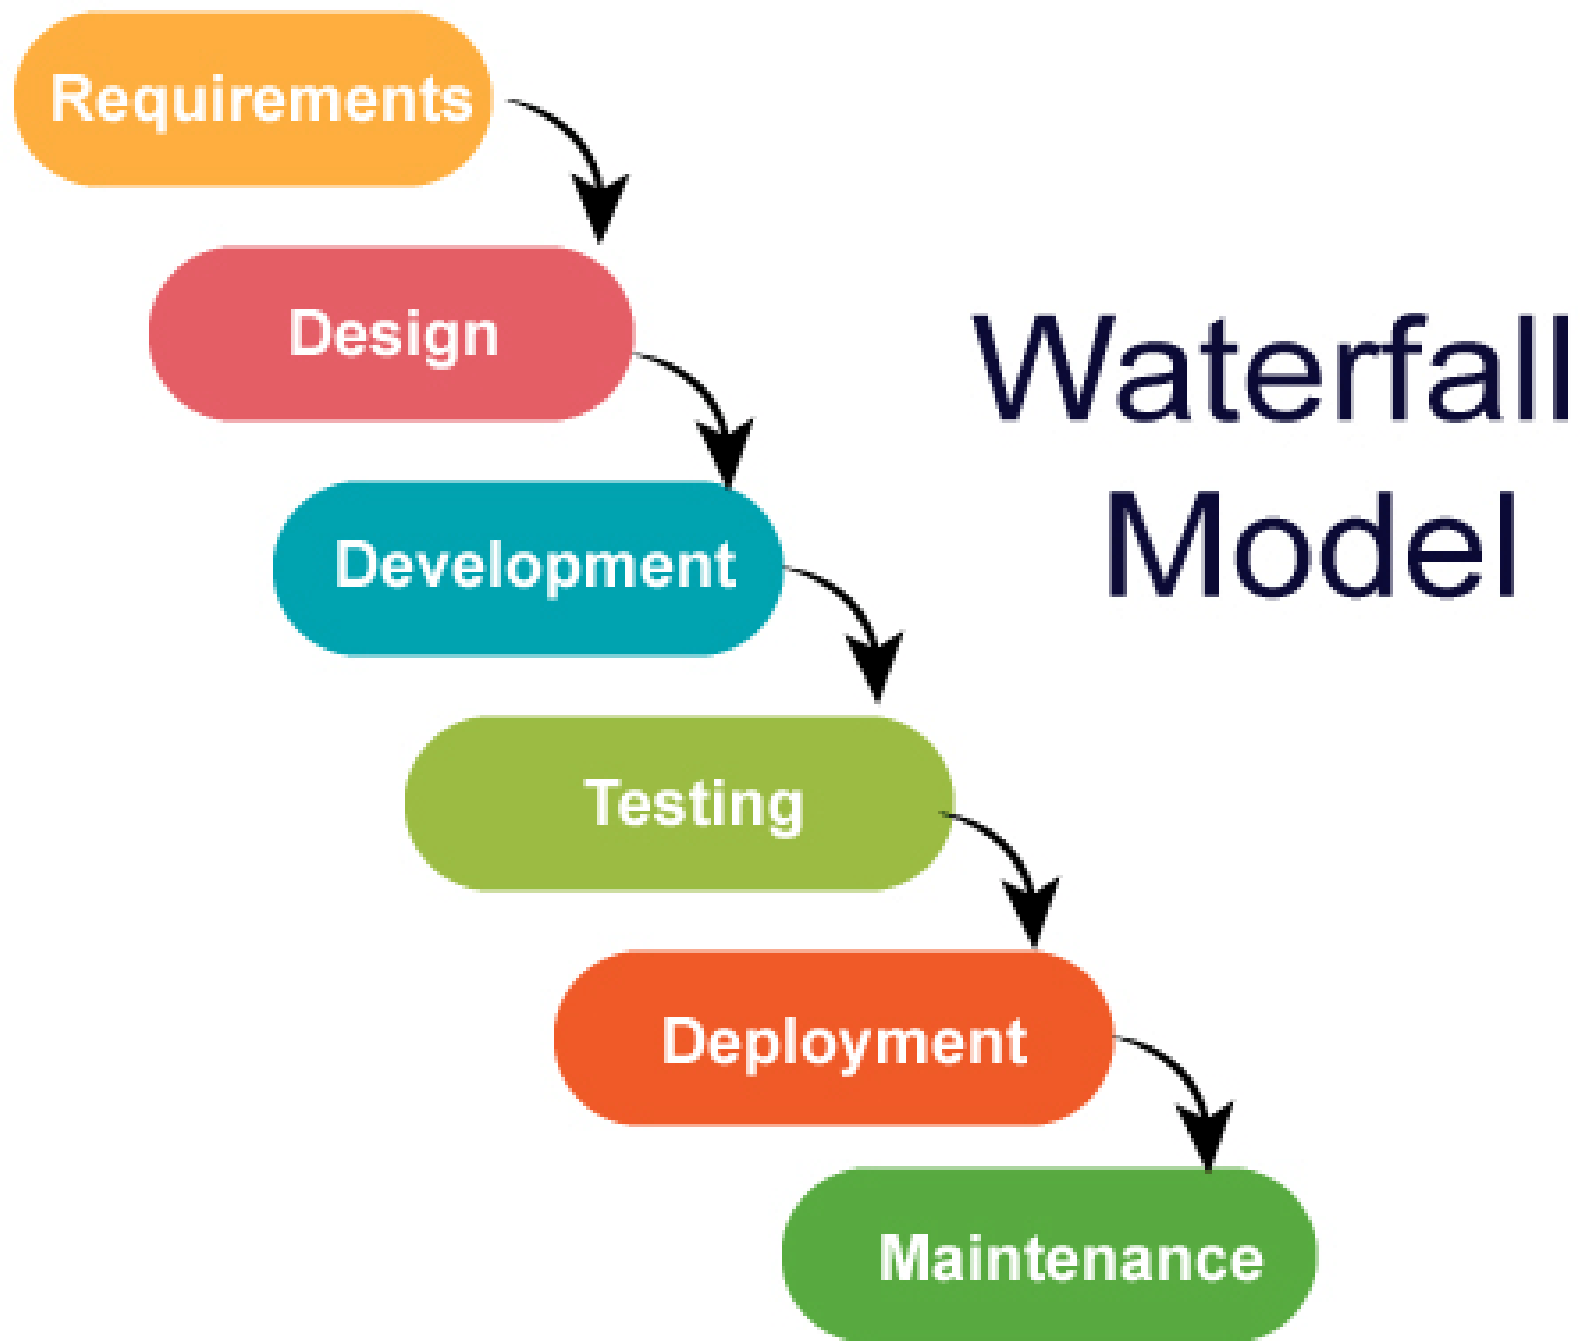 Requirements
Design
Waterfall
Model
Development
Testing
Deployment
Maintenance